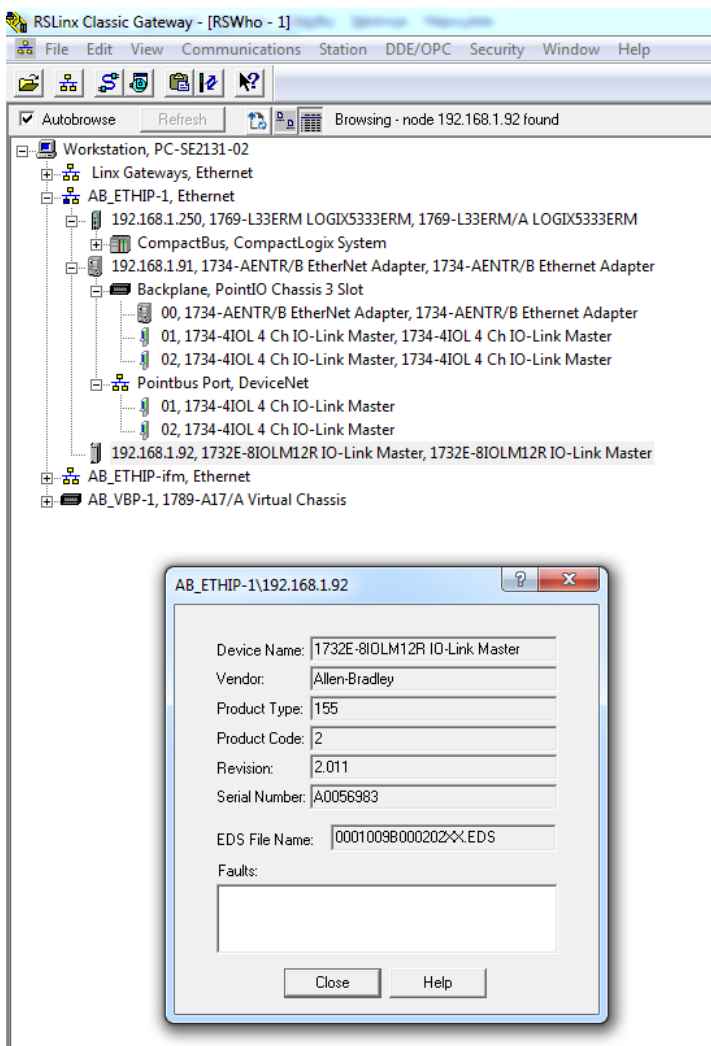 RSLinx Classic Gateway - [RSWho - 1]
File Edit View Communications Station DDE/OPC Security Window Help
Autobrowse Refresh Browsing - node 192.168.1.92 found
Workstation, PC-SE2131-02
Linx Gateways, Ethernet
AB_ETHIP-1, Ethernet
192.168.1.250, 1769-L33ERM LOGIX5333ERM, 1769-L33ERM/A LOGIX5333ERM
CompactBus, CompactLogix System
192.168.1.91, 1734-AENTR/B EtherNet Adapter, 1734-AENTR/B Ethernet Adapter
Backplane, PointIO Chassis 3 Slot
00, 1734-AENTR/B EtherNet Adapter, 1734-AENTR/B Ethernet Adapter
01, 1734-4IOL 4 Ch IO-Link Master, 1734-4IOL 4 Ch IO-Link Master
02, 1734-4IOL 4 Ch IO-Link Master, 1734-4IOL 4 Ch IO-Link Master
Pointbus Port, DeviceNet
01, 1734-4IOL 4 Ch IO-Link Master
02, 1734-4IOL 4 Ch IO-Link Master
192.168.1.92, 1732E-8IOLM12R IO-Link Master, 1732E-8IOLM12R IO-Link Master
AB_ETHIP-ifm, Ethernet
AB_VBP-1, 1789-A17/A Virtual Chassis
AB_ETHIP-1\192.168.1.92
Device Name: 1732E-8IOLM12R IO-Link Master
Vendor: Allen-Bradley
Product Type: 155
Product Code: 2
Revision: 2.011
Serial Number: A0056983
EDS File Name: 0001009B000202XX.EDS
Faults:
Close Help